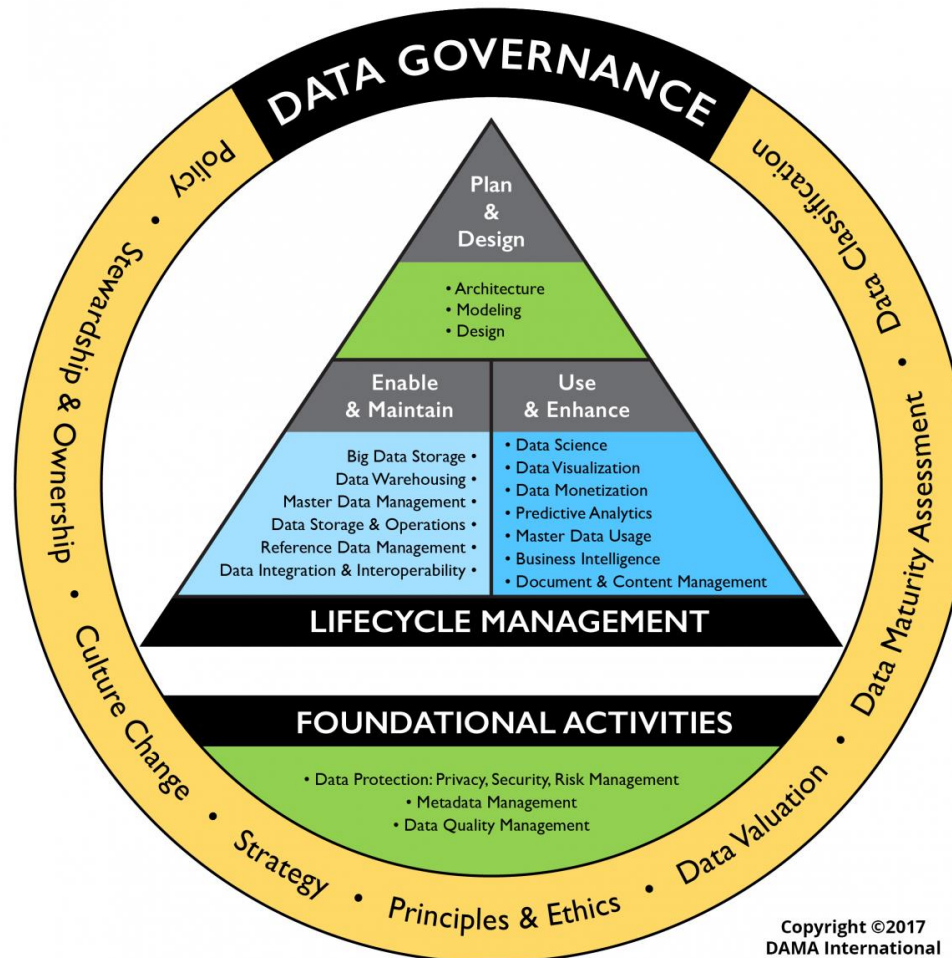 DATA GOVERNANCE
Policy • Stewardship & Ownership • Culture Change • Strategy • Principles & Ethics • Data Valuation • Data Maturity Assessment • Data Classification
Plan
&
Design
• Architecture
• Modeling
• Design
Enable
& Maintain
Big Data Storage •
Data Warehousing •
Master Data Management •
Data Storage & Operations •
Reference Data Management •
Data Integration & Interoperability •
Use
& Enhance
• Data Science
• Data Visualization
• Data Monetization
• Predictive Analytics
• Master Data Usage
• Business Intelligence
• Document & Content Management
LIFECYCLE MANAGEMENT
FOUNDATIONAL ACTIVITIES
• Data Protection: Privacy, Security, Risk Management
• Metadata Management
• Data Quality Management
Copyright ©2017
DAMA International